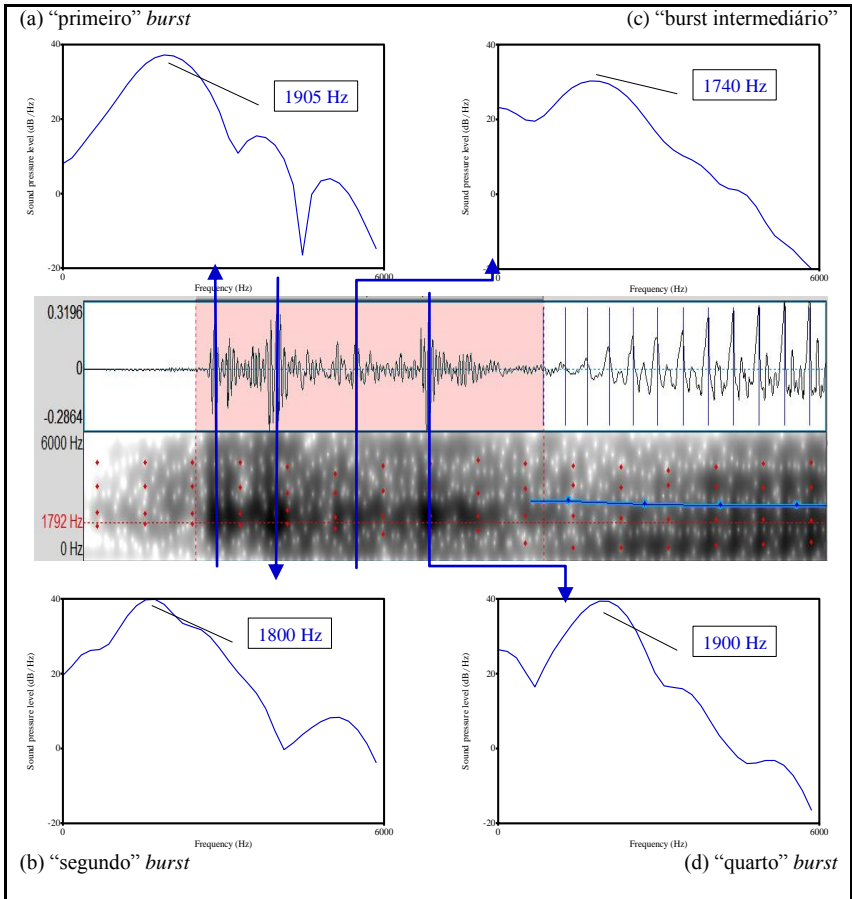 (a) “primeiro” burst
(c) “burst intermediário”
40
20
0
-20
Sound pressure level (dB/Hz)
1905 Hz
0
Frequency (Hz)
6000
40
20
0
-20
Sound pressure level (dB/Hz)
1740 Hz
0
Frequency (Hz)
6000
0.3196
0
-0.2864
6000 Hz
1792 Hz
0 Hz
40
20
0
-20
Sound pressure level (dB/Hz)
1800 Hz
0
Frequency (Hz)
6000
40
20
0
-20
Sound pressure level (dB/Hz)
1900 Hz
0
Frequency (Hz)
6000
(b) “segundo” burst
(d) “quarto” burst